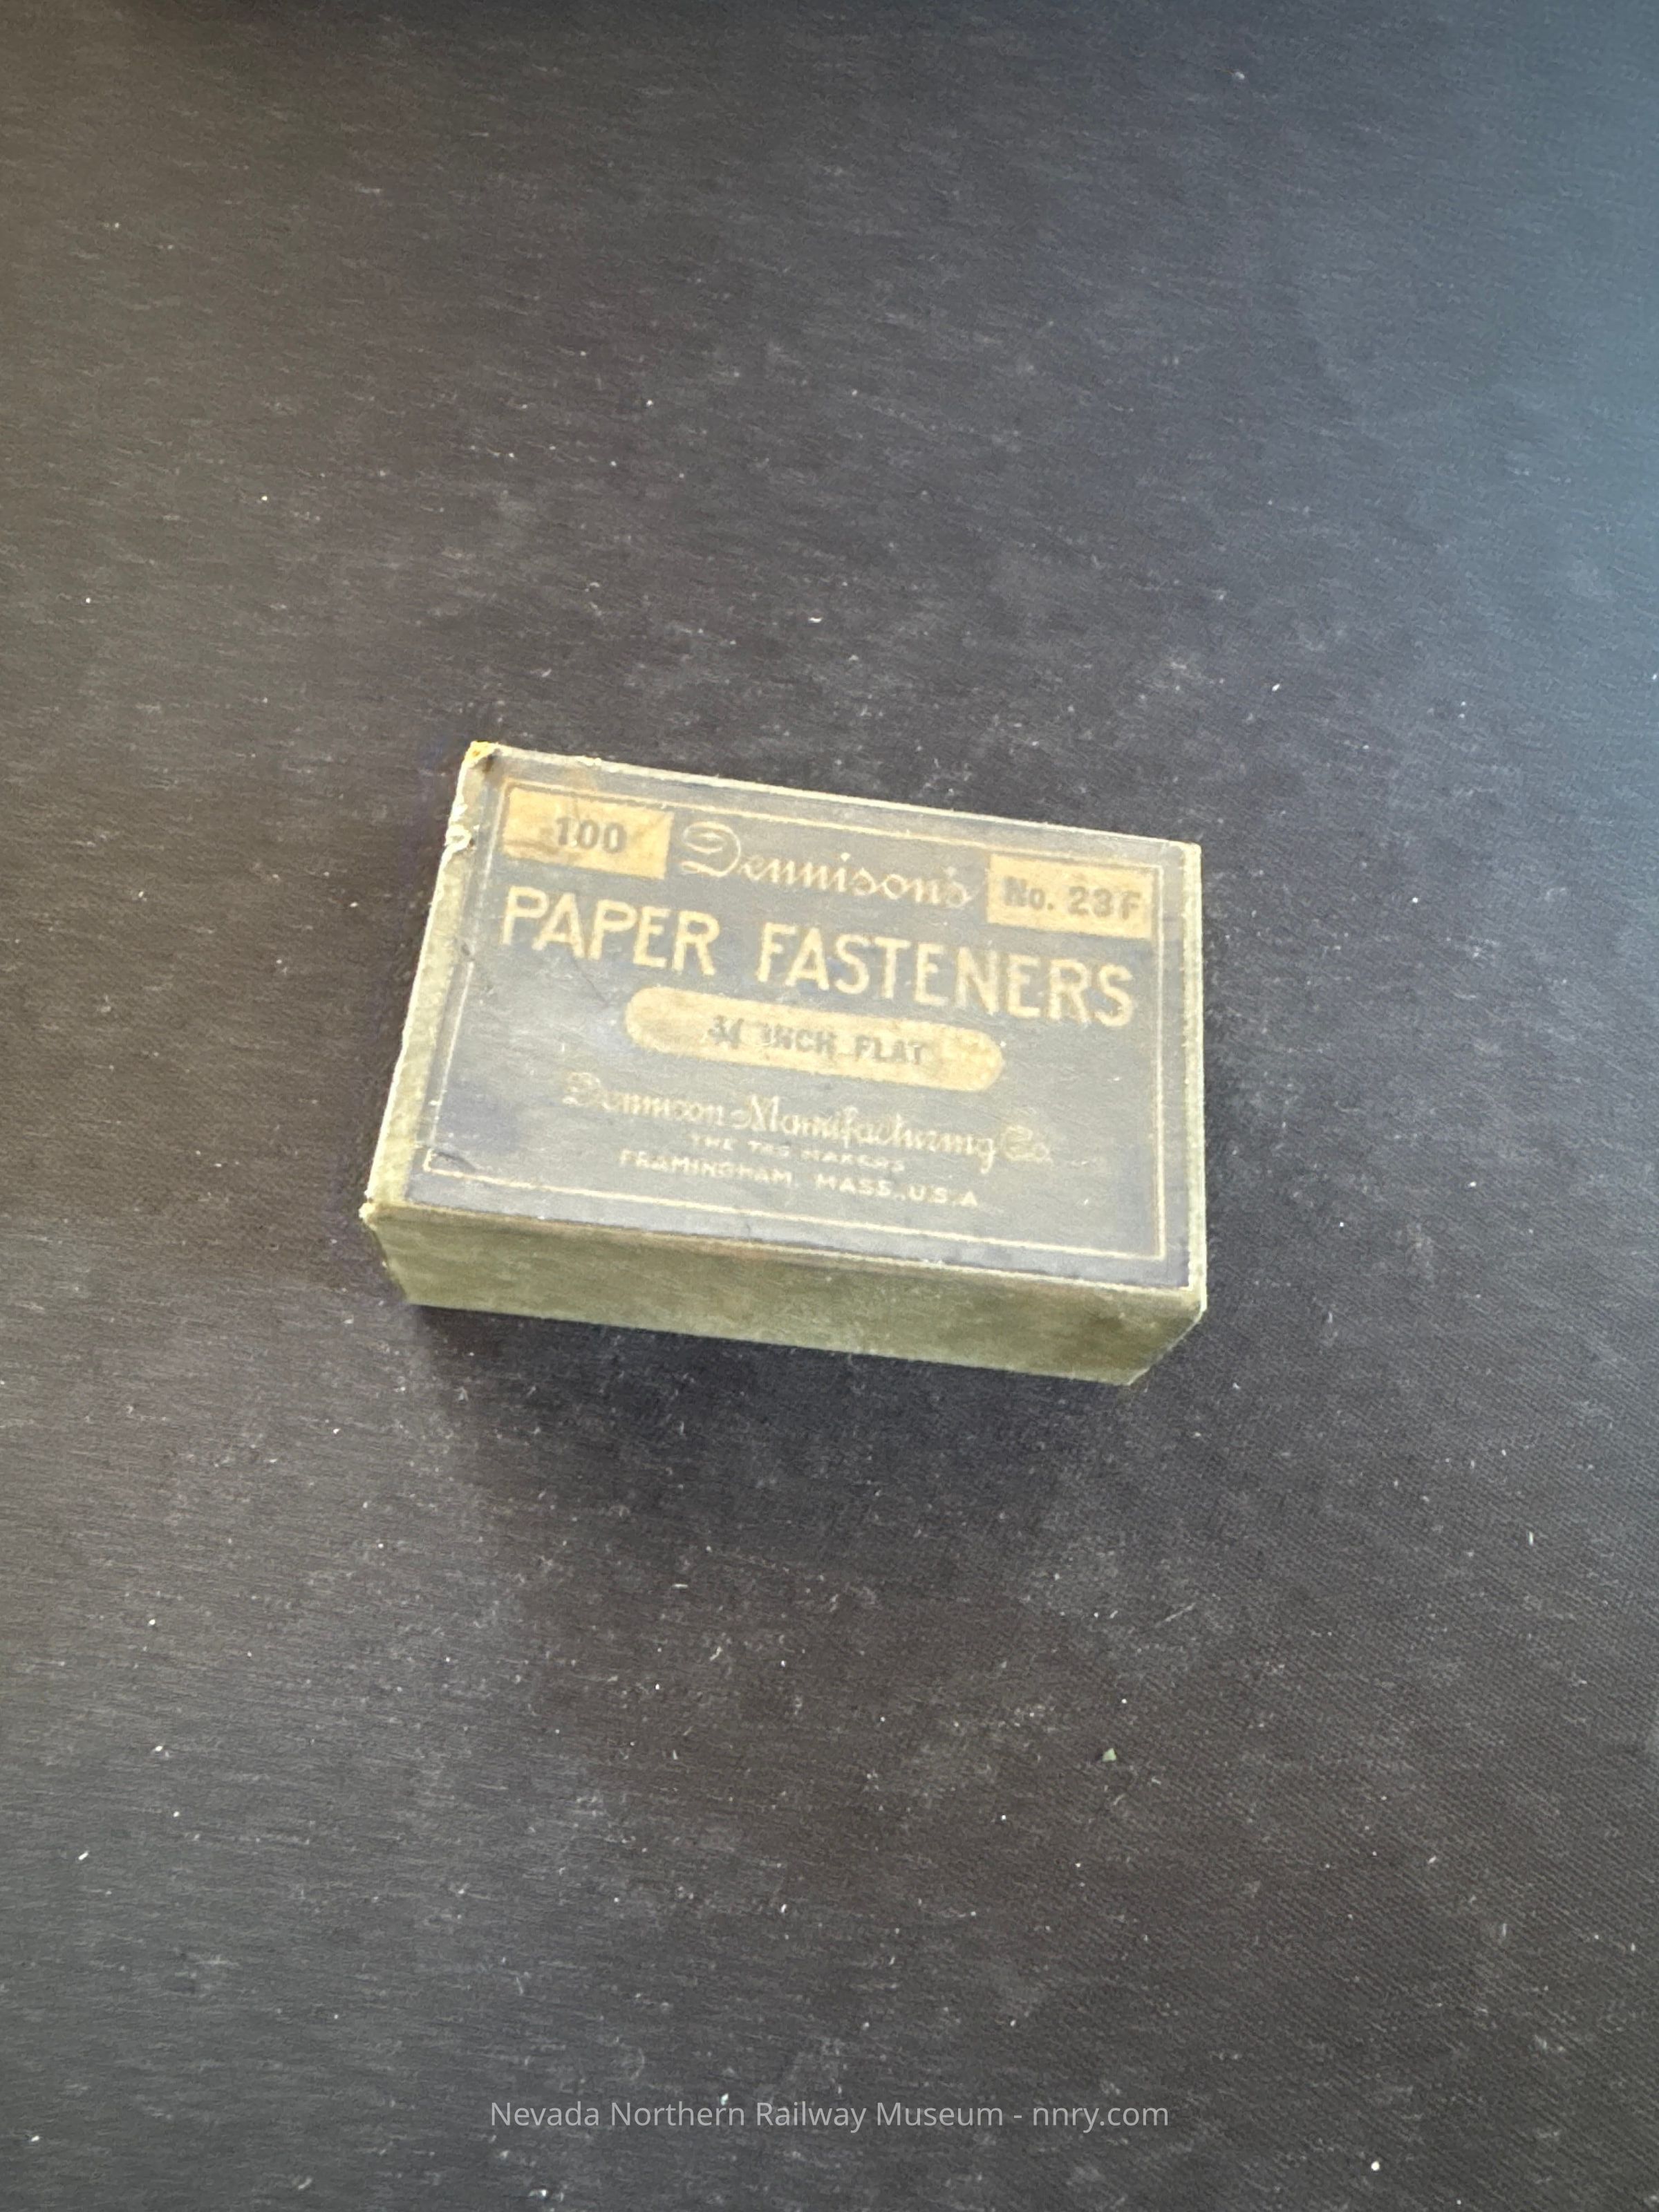 100 Dennison's No. 23F
PAPER FASTENERS
3/4 INCH FLAT
Dennison Manufacturing Co.
THE TAG MAKERS
FRAMINGHAM, MASS., U.S.A.
Nevada Northern Railway Museum - nnry.com